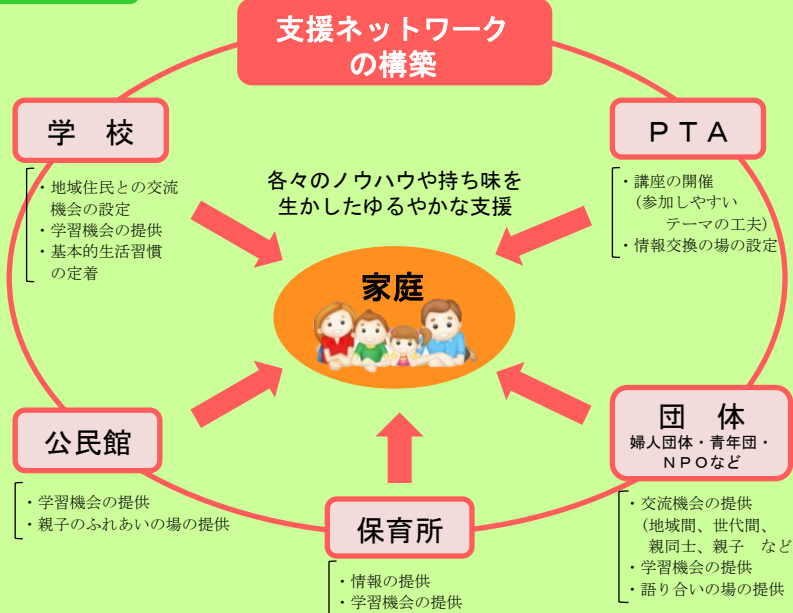 支援ネットワーク
の構築
学　校
・地域住民との交流
機会の設定
・学習機会の提供
・基本的生活習慣
の定着
ＰＴＡ
・講座の開催
（参加しやすい
テーマの工夫）
・情報交換の場の設定
各々のノウハウや持ち味を
生かしたゆるやかな支援
家庭
公民館
・学習機会の提供
・親子のふれあいの場の提供
保育所
・情報の提供
・学習機会の提供
団　体
婦人団体・青年団・
ＮＰＯなど
・交流機会の提供
（地域間、世代間、
親同士、親子　など
・学習機会の提供
・語り合いの場の提供